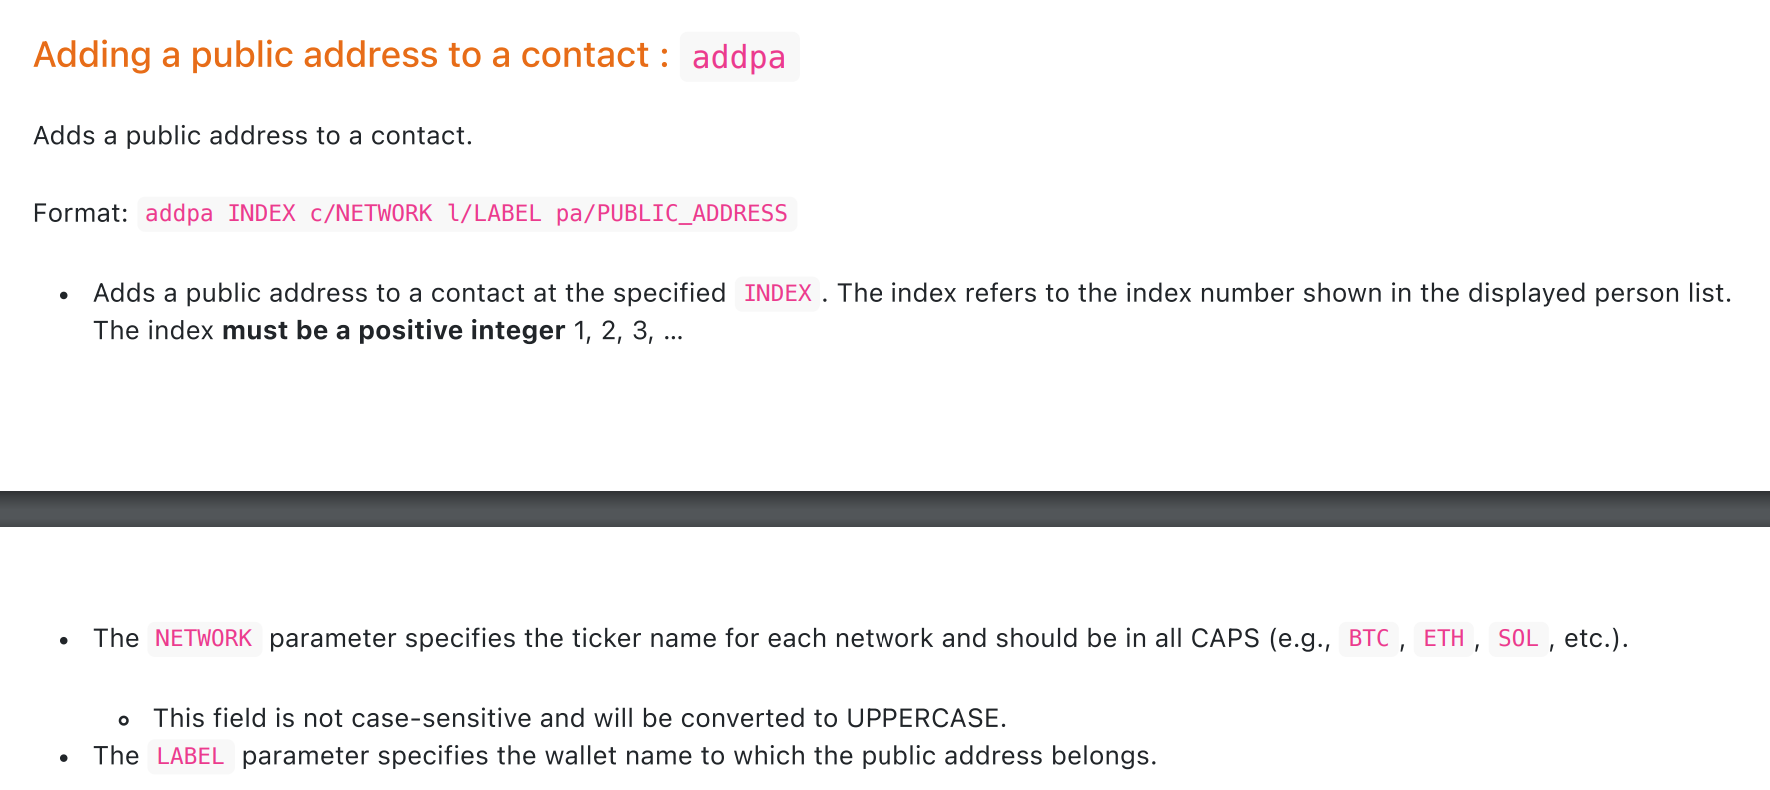 Adding a public address to a contact : addpa
Adds a public address to a contact.
Format: addpa INDEX c/NETWORK l/LABEL pa/PUBLIC_ADDRESS
• Adds a public address to a contact at the specified INDEX . The index refers to the index number shown in the displayed person list.
The index must be a positive integer 1, 2, 3, …
• The NETWORK parameter specifies the ticker name for each network and should be in all CAPS (e.g., BTC , ETH , SOL , etc.).
◦ This field is not case-sensitive and will be converted to UPPERCASE.
• The LABEL parameter specifies the wallet name to which the public address belongs.